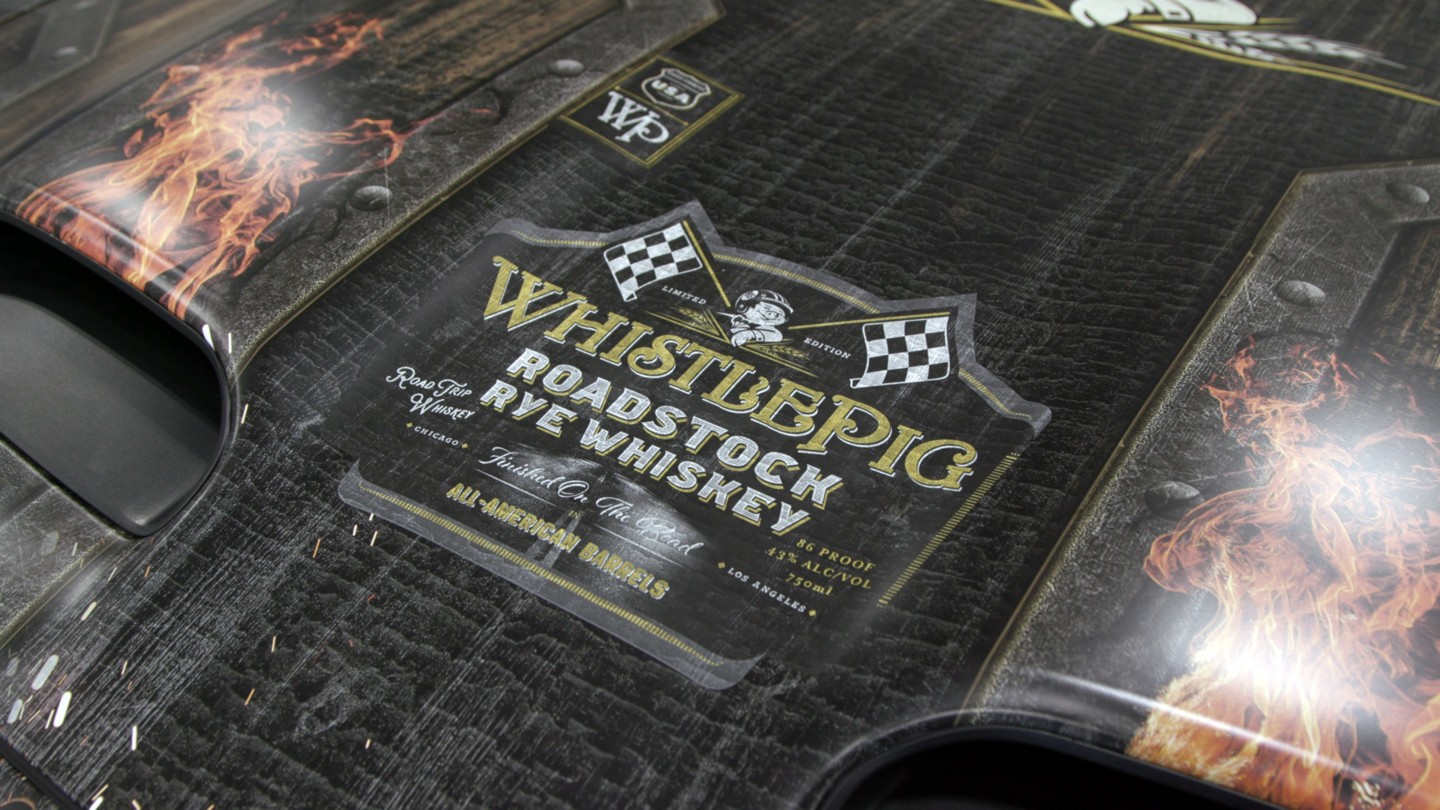 USA
WP
LIMITED
EDITION
WHISTLEPIG
ROADSTOCK
RYE WHISKEY
ROAD TRIP
WHISKEY
CHICAGO
Finished On The Road
ALL-AMERICAN BARRELS
86 PROOF
43% ALC/VOL
750ml
LOS ANGELES